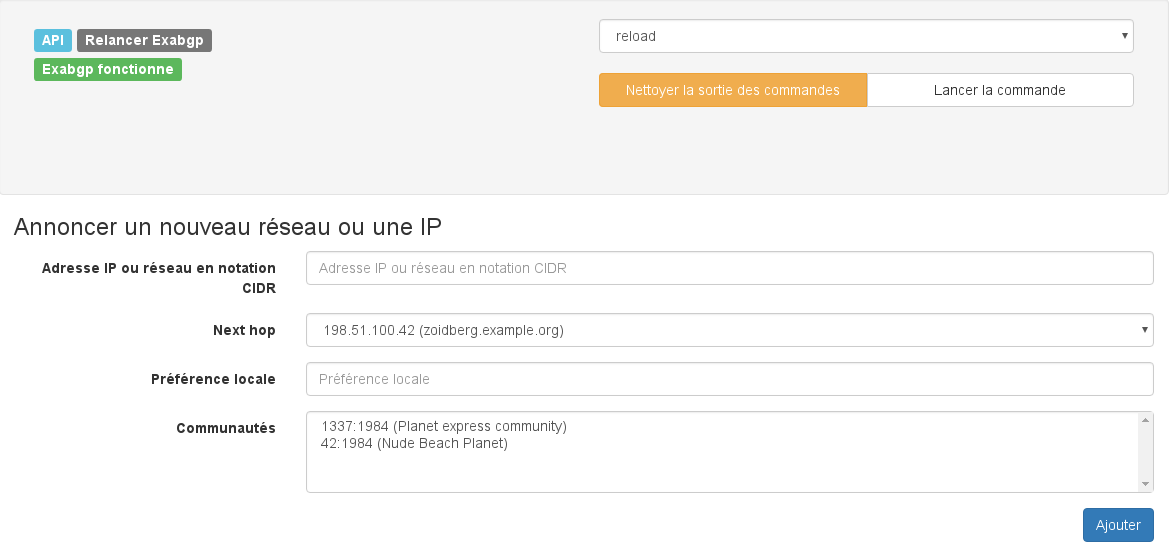 API Relancer Exabgp
Exabgp fonctionne
reload
Nettoyer la sortie des commandes
Lancer la commande
Annoncer un nouveau réseau ou une IP
Adresse IP ou réseau en notation
CIDR
Adresse IP ou réseau en notation CIDR
Next hop
198.51.100.42 (zoidberg.example.org)
Préférence locale
Préférence locale
Communautés
1337:1984 (Planet express community)
42:1984 (Nude Beach Planet)
Ajouter